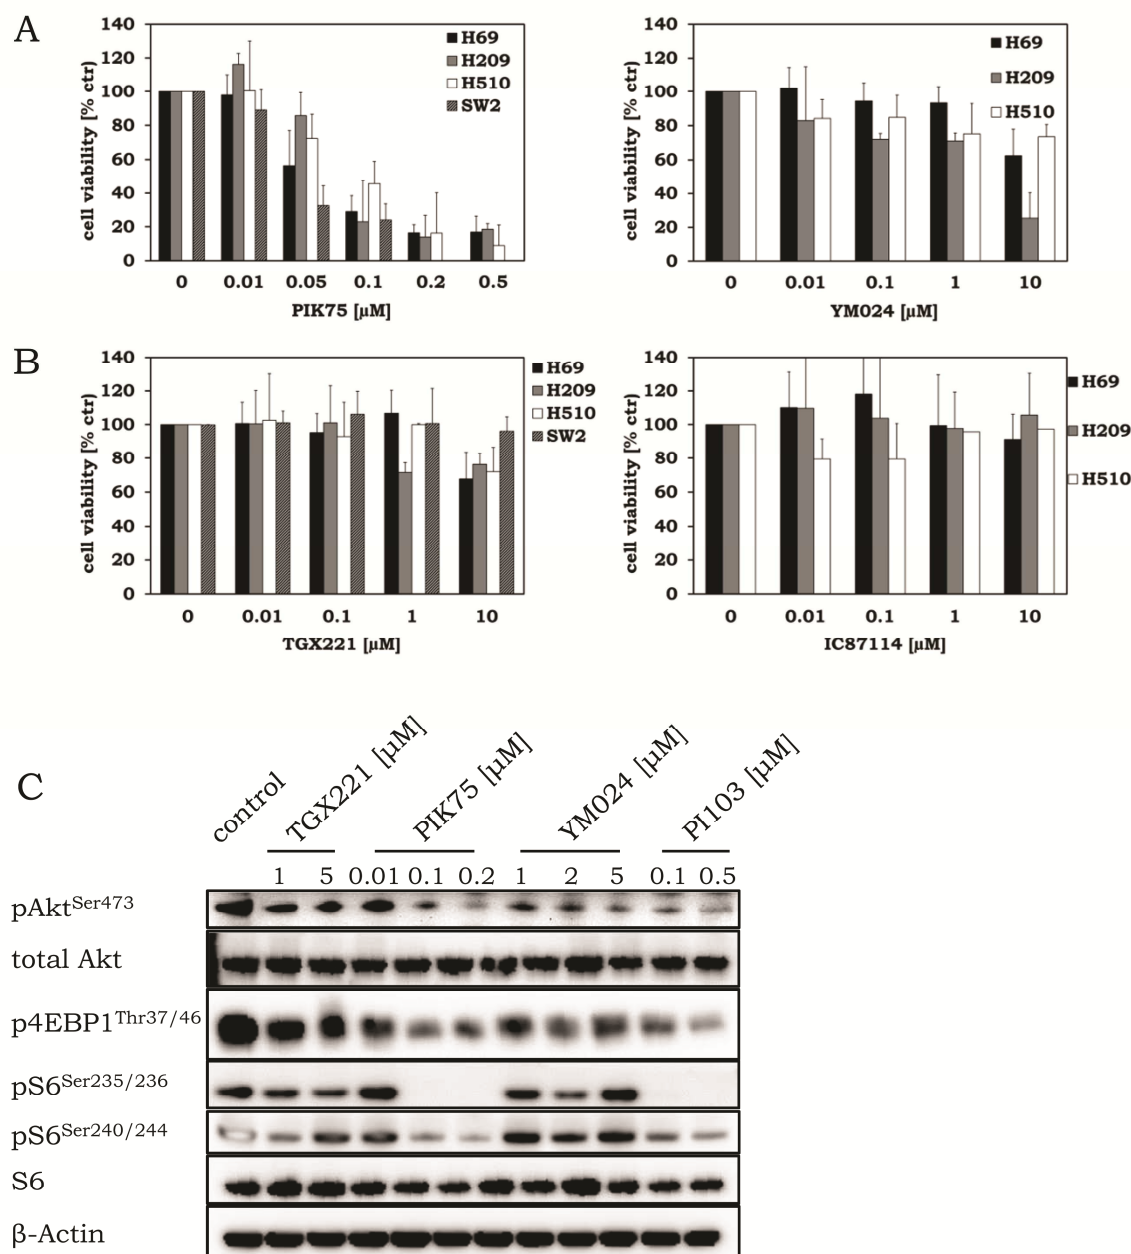 A
140
120
100
80
60
40
20
0
cell viability [% ctr]
H69
H209
H510
SW2
0 0.01 0.05 0.1 0.2 0.5
PIK75 [µM]
140
120
100
80
60
40
20
0
cell viability [% ctr]
H69
H209
H510
0 0.01 0.1 1 10
YM024 [µM]
B
140
120
100
80
60
40
20
0
cell viability [% ctr]
H69
H209
H510
SW2
0 0.01 0.1 1 10
TGX221 [µM]
140
120
100
80
60
40
20
0
cell viability [% ctr]
H69
H209
H510
0 0.01 0.1 1 10
IC87114 [µM]
C
control
TGX221 [µM]
PIK75 [µM]
YM024 [µM]
PI103 [µM]
1 5 0.01 0.1 0.2 1 2 5 0.1 0.5
pAktSer473
total Akt
p4EBP1Thr37/46
pS6Ser235/236
pS6Ser240/244
S6
β-Actin